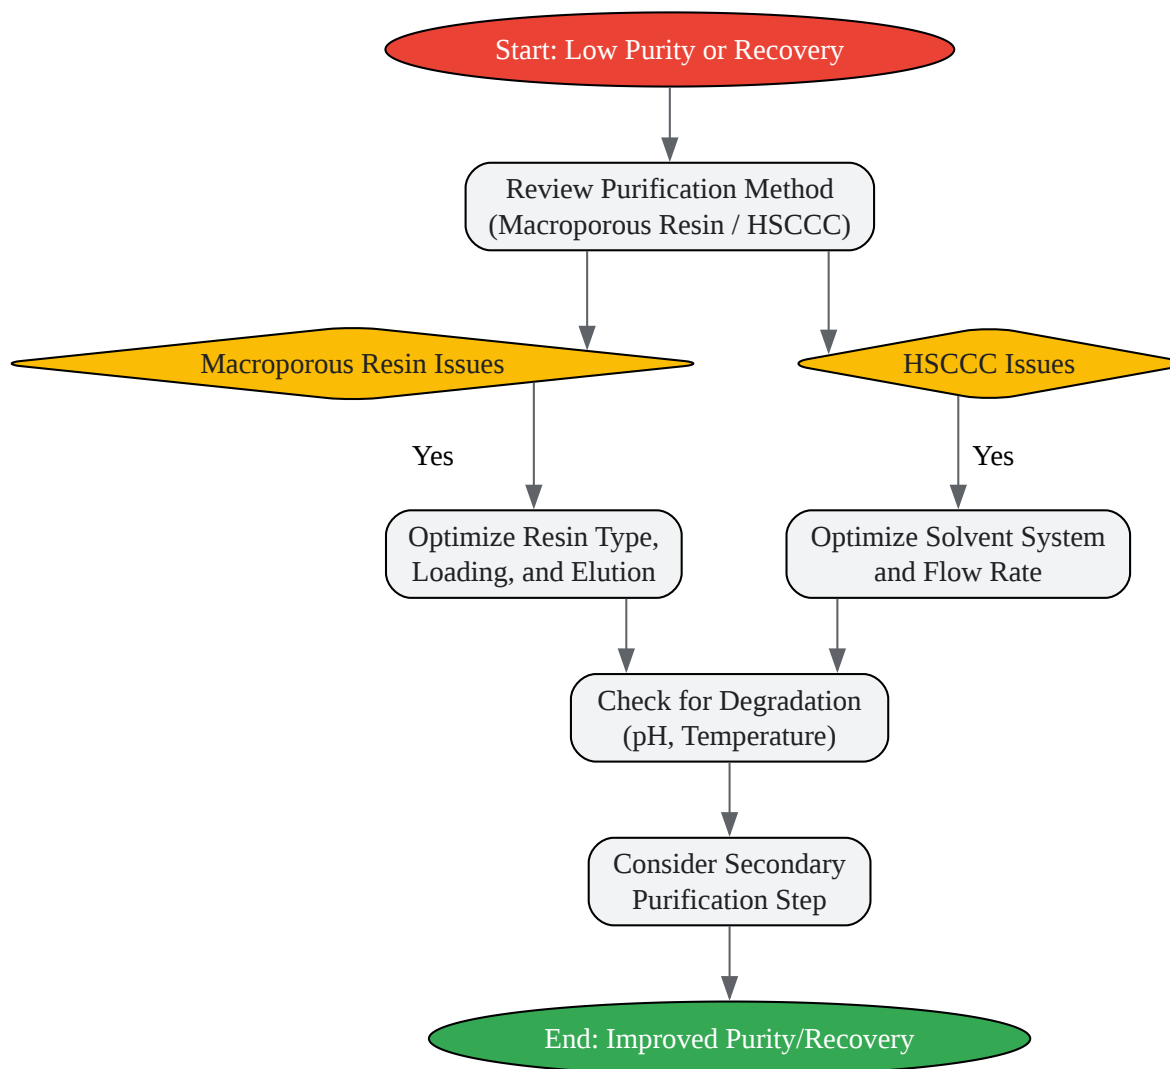 Start: Low Purity or Recovery
Review Purification Method
(Macroporous Resin / HSCCC)
Macroporous Resin Issues
HSCCC Issues
Yes
Yes
Optimize Resin Type,
Loading, and Elution
Optimize Solvent System
and Flow Rate
Check for Degradation
(pH, Temperature)
Consider Secondary
Purification Step
End: Improved Purity/Recovery